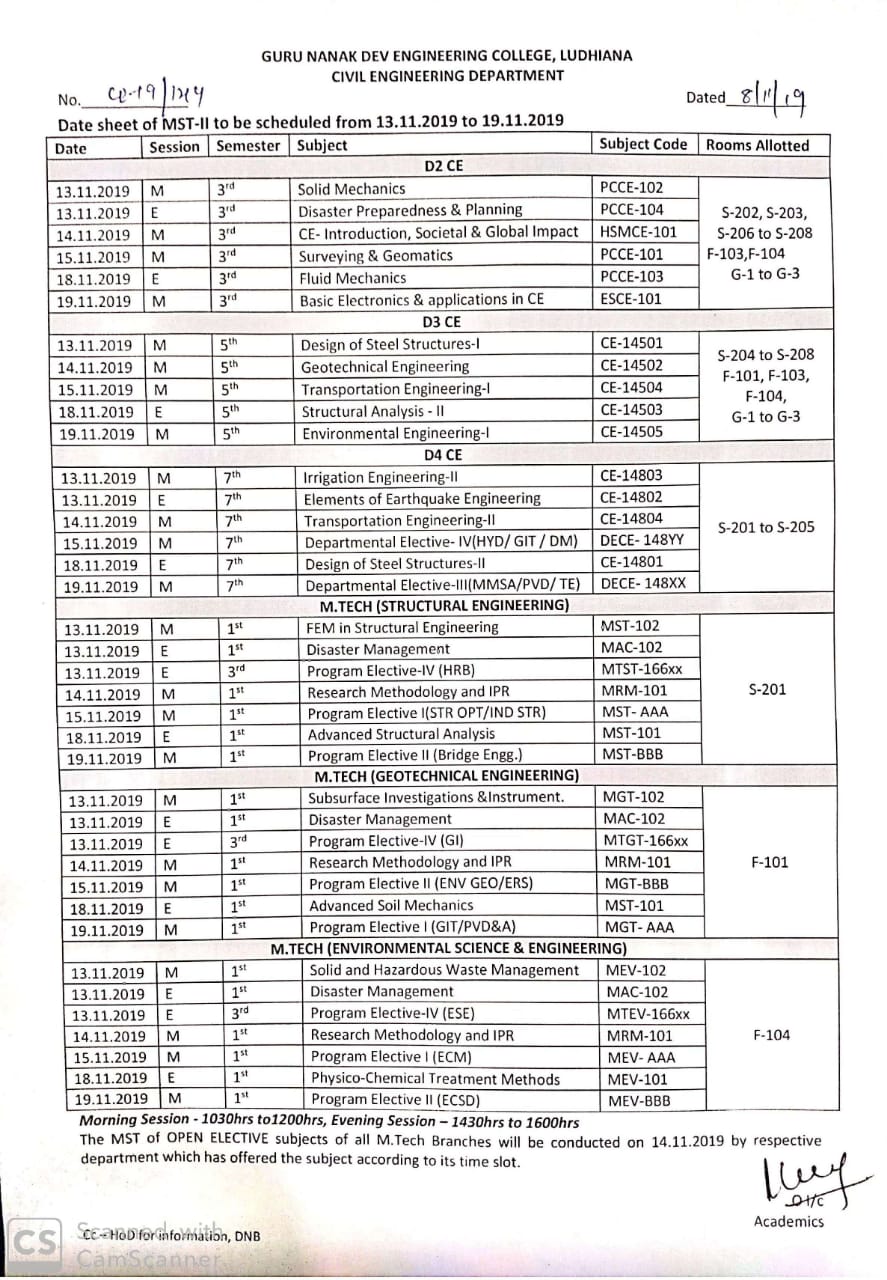 GURU NANAK DEV ENGINEERING COLLEGE, LUDHIANA
CIVIL ENGINEERING DEPARTMENT
No. CE-19/1214 Dated 8/11/19
Date sheet of MST-II to be scheduled from 13.11.2019 to 19.11.2019
Date Session Semester Subject Subject Code Rooms Allotted
D2 CE
13.11.2019 M 3rd Solid Mechanics PCCE-102
13.11.2019 E 3rd Disaster Preparedness & Planning PCCE-104
14.11.2019 M 3rd CE- Introduction, Societal & Global Impact HSMCE-101
15.11.2019 M 3rd Surveying & Geomatics PCCE-101
18.11.2019 E 3rd Fluid Mechanics PCCE-103
19.11.2019 M 3rd Basic Electronics & applications in CE ESCE-101
S-202, S-203,
S-206 to S-208
F-103,F-104
G-1 to G-3
D3 CE
13.11.2019 M 5th Design of Steel Structures-I CE-14501
14.11.2019 M 5th Geotechnical Engineering CE-14502
15.11.2019 M 5th Transportation Engineering-I CE-14504
18.11.2019 E 5th Structural Analysis - II CE-14503
19.11.2019 M 5th Environmental Engineering-I CE-14505
S-204 to S-208
F-101, F-103,
F-104,
G-1 to G-3
D4 CE
13.11.2019 M 7th Irrigation Engineering-II CE-14803
13.11.2019 E 7th Elements of Earthquake Engineering CE-14802
14.11.2019 M 7th Transportation Engineering-II CE-14804
15.11.2019 M 7th Departmental Elective- IV(HYD/ GIT / DM) DECE- 148YY
18.11.2019 E 7th Design of Steel Structures-II CE-14801
19.11.2019 M 7th Departmental Elective-III(MMSA/PVD/ TE) DECE- 148XX
S-201 to S-205
M.TECH (STRUCTURAL ENGINEERING)
13.11.2019 M 1st FEM in Structural Engineering MST-102
13.11.2019 E 1st Disaster Management MAC-102
13.11.2019 E 3rd Program Elective-IV (HRB) MTST-166xx
14.11.2019 M 1st Research Methodology and IPR MRM-101
15.11.2019 M 1st Program Elective I(STR OPT/IND STR) MST- AAA
18.11.2019 E 1st Advanced Structural Analysis MST-101
19.11.2019 M 1st Program Elective II (Bridge Engg.) MST-BBB
S-201
M.TECH (GEOTECHNICAL ENGINEERING)
13.11.2019 M 1st Subsurface Investigations &Instrument. MGT-102
13.11.2019 E 1st Disaster Management MAC-102
13.11.2019 E 3rd Program Elective-IV (GI) MTGT-166xx
14.11.2019 M 1st Research Methodology and IPR MRM-101
15.11.2019 M 1st Program Elective II (ENV GEO/ERS) MGT-BBB
18.11.2019 E 1st Advanced Soil Mechanics MST-101
19.11.2019 M 1st Program Elective I (GIT/PVD&A) MGT- AAA
F-101
M.TECH (ENVIRONMENTAL SCIENCE & ENGINEERING)
13.11.2019 M 1st Solid and Hazardous Waste Management MEV-102
13.11.2019 E 1st Disaster Management MAC-102
13.11.2019 E 3rd Program Elective-IV (ESE) MTEV-166xx
14.11.2019 M 1st Research Methodology and IPR MRM-101
15.11.2019 M 1st Program Elective I (ECM) MEV- AAA
18.11.2019 E 1st Physico-Chemical Treatment Methods MEV-101
19.11.2019 M 1st Program Elective II (ECSD) MEV-BBB
F-104
Morning Session - 1030hrs to1200hrs, Evening Session – 1430hrs to 1600hrs
The MST of OPEN ELECTIVE subjects of all M.Tech Branches will be conducted on 14.11.2019 by respective
department which has offered the subject according to its time slot.
Academics
CC – HoD for information, DNB
CS Scanned with
CamScanner